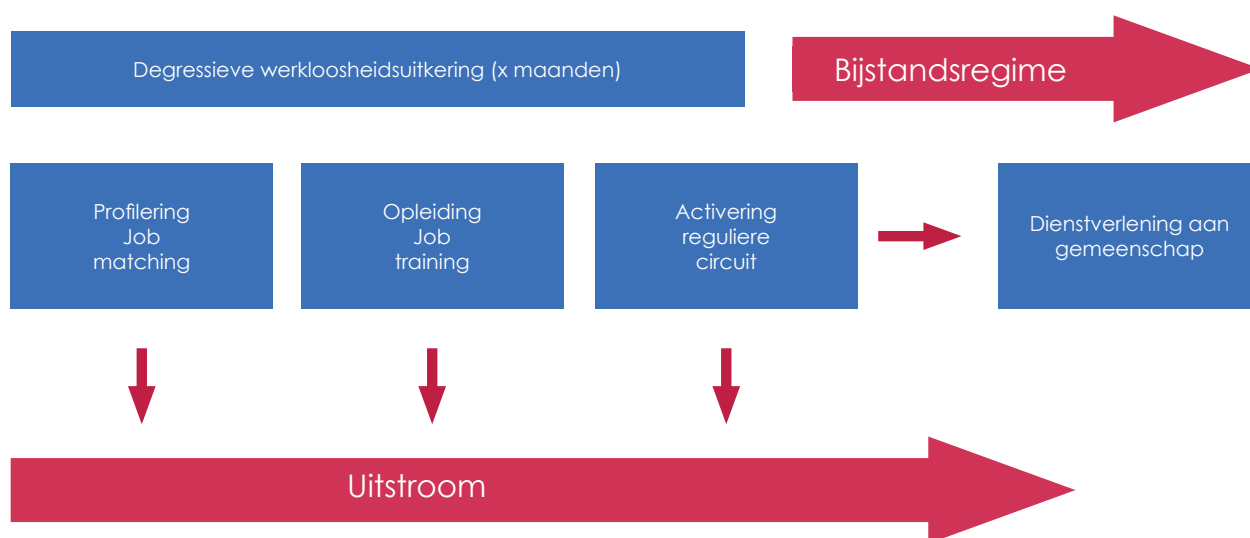 Degressieve werkloosheidsuitkering (x maanden)
Bijstandsregime
Profilering
Job
matching
Opleiding
Job
training
Activering
reguliere
circuit
Dienstverlening aan
gemeenschap
Uitstroom